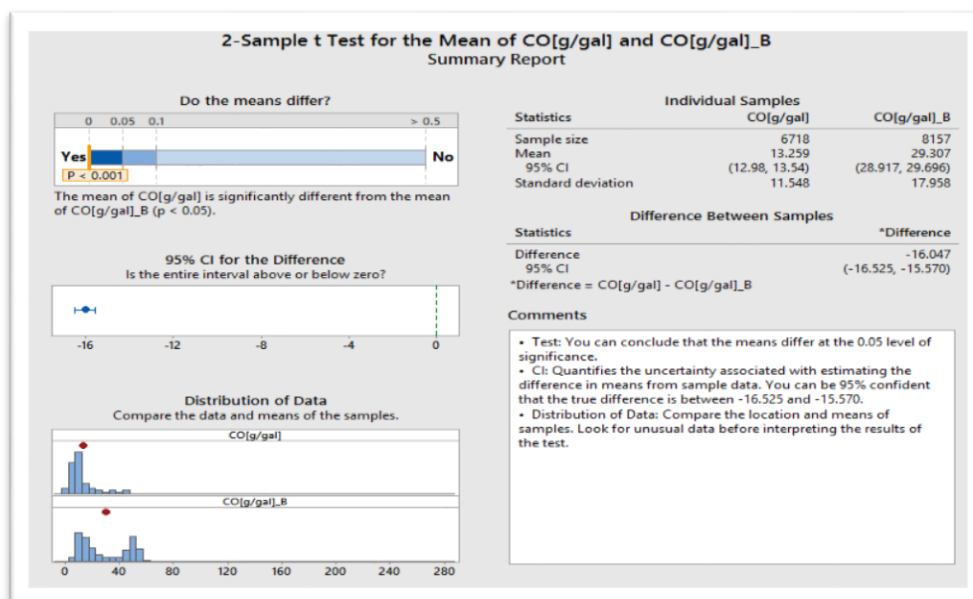 2-Sample t Test for the Mean of CO[g/gal] and CO[g/gal]_B
Summary Report
Do the means differ?
0 0.05 0.1 > 0.5
Yes No
P < 0.001
The mean of CO[g/gal] is significantly different from the mean
of CO[g/gal]_B (p < 0.05).
95% CI for the Difference
Is the entire interval above or below zero?
-16 -12 -8 -4 0
Distribution of Data
Compare the data and means of the samples.
CO[g/gal]
CO[g/gal]_B
0 40 80 120 160 200 240 280
Individual Samples
Statistics CO[g/gal] CO[g/gal]_B
Sample size 6718 8157
Mean 13.259 29.307
95% CI (12.98, 13.54) (28.917, 29.696)
Standard deviation 11.548 17.958
Difference Between Samples
Statistics *Difference
Difference -16.047
95% CI (-16.525, -15.570)
*Difference = CO[g/gal] - CO[g/gal]_B
Comments
• Test: You can conclude that the means differ at the 0.05 level of
significance.
• CI: Quantifies the uncertainty associated with estimating the
difference in means from sample data. You can be 95% confident
that the true difference is between -16.525 and -15.570.
• Distribution of Data: Compare the location and means of
samples. Look for unusual data before interpreting the results of
the test.